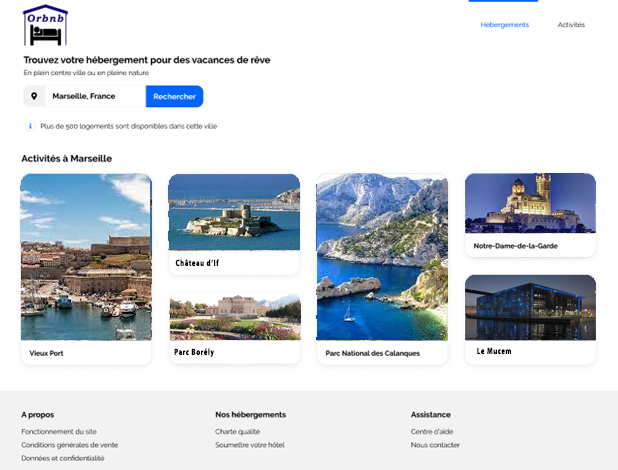 Orbnb
Hébergements
Activités
Trouvez votre hébergement pour des vacances de rêve
En plein centre ville ou en pleine nature
Marseille, France
Rechercher
i
Plus de 500 logements sont disponibles dans cette ville
Activités à Marseille
Vieux Port
Château d'If
Parc Borély
Parc National des Calanques
Notre-Dame-de-la-Garde
Le Mucem
A propos
Fonctionnement du site
Conditions générales de vente
Données et confidentialité
Nos hébergements
Charte qualité
Soumettre votre hôtel
Assistance
Centre d'aide
Nous contacter